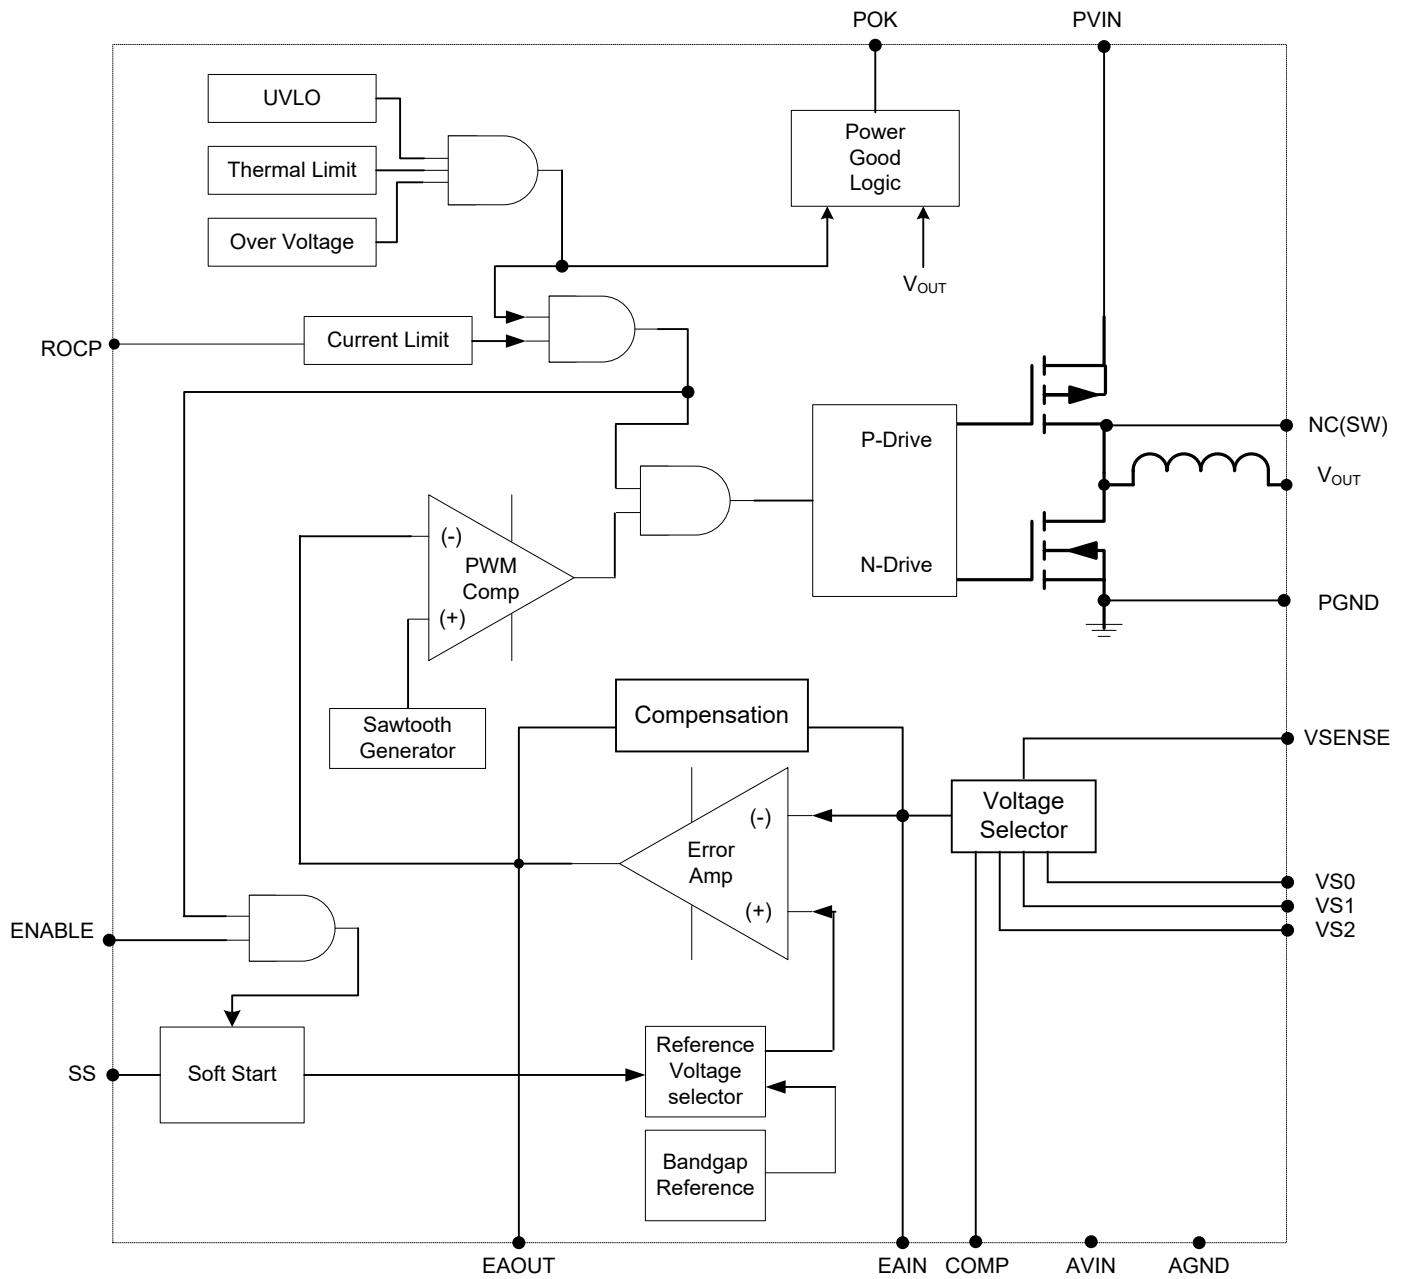 POK
PVIN
UVLO
Thermal Limit
Over Voltage
Power
Good
Logic
VOUT
ROCP
Current Limit
P-Drive
N-Drive
NC(SW)
VOUT
PGND
(-)
PWM
Comp
(+)
Sawtooth
Generator
Compensation
VSENSE
Voltage
Selector
(-)
Error
Amp
(+)
VS0
VS1
VS2
ENABLE
SS
Soft Start
Reference
Voltage
selector
Bandgap
Reference
EAOUT
EAIN
COMP
AVIN
AGND